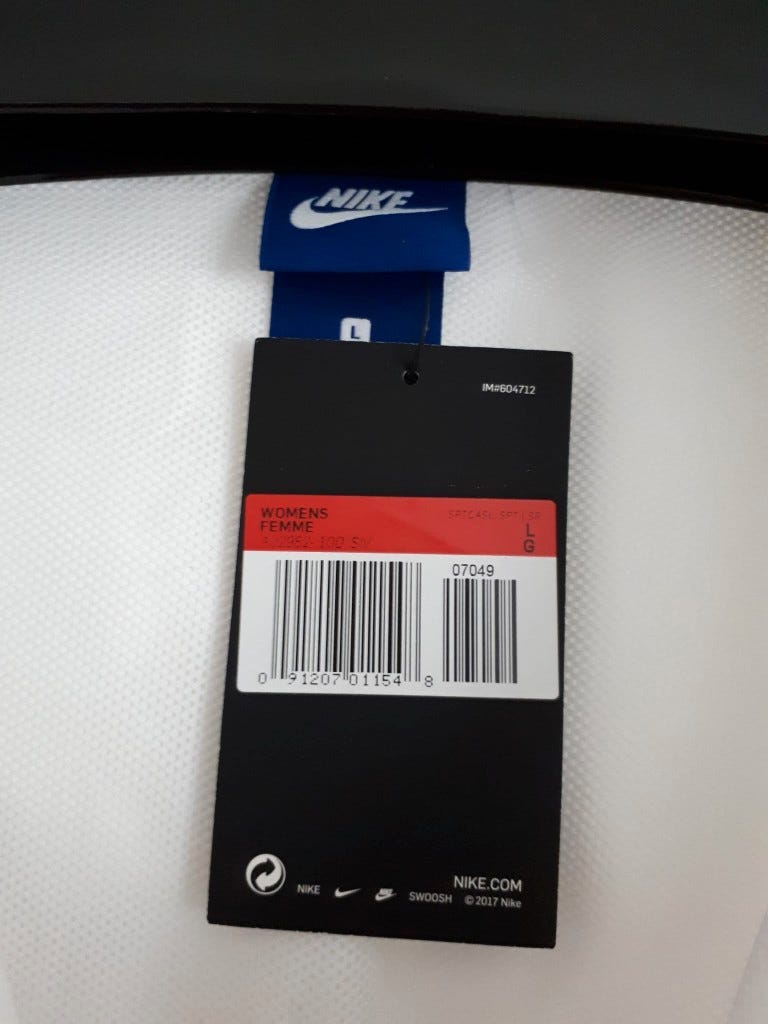 NIKE
L
IM#604712
WOMENS
FEMME
L
G
07049
0 91207 01154 8
NIKE.COM
NIKE SWOOSH © 2017 Nike